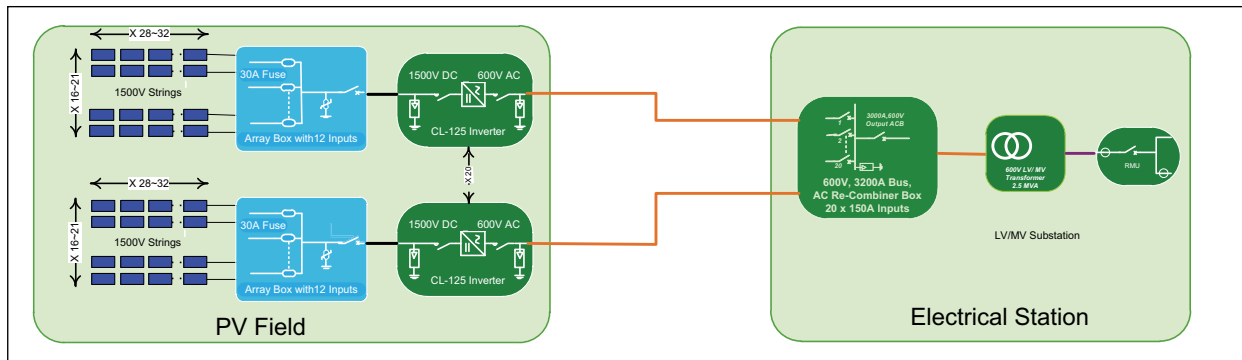 X 28~32
X 16~21
1500V Strings
30A Fuse
Array Box with12 Inputs
1500V DC
600V AC
CL-125 Inverter
X 20
X 28~32
X 16~21
1500V Strings
30A Fuse
Array Box with12 Inputs
1500V DC
600V AC
CL-125 Inverter
PV Field
3000A,600V
Output ACB
1
2
20
600V, 3200A Bus,
AC Re-Combiner Box
20 x 150A Inputs
600V LV/ MV
Transformer
2.5 MVA
RMU
LV/MV Substation
Electrical Station